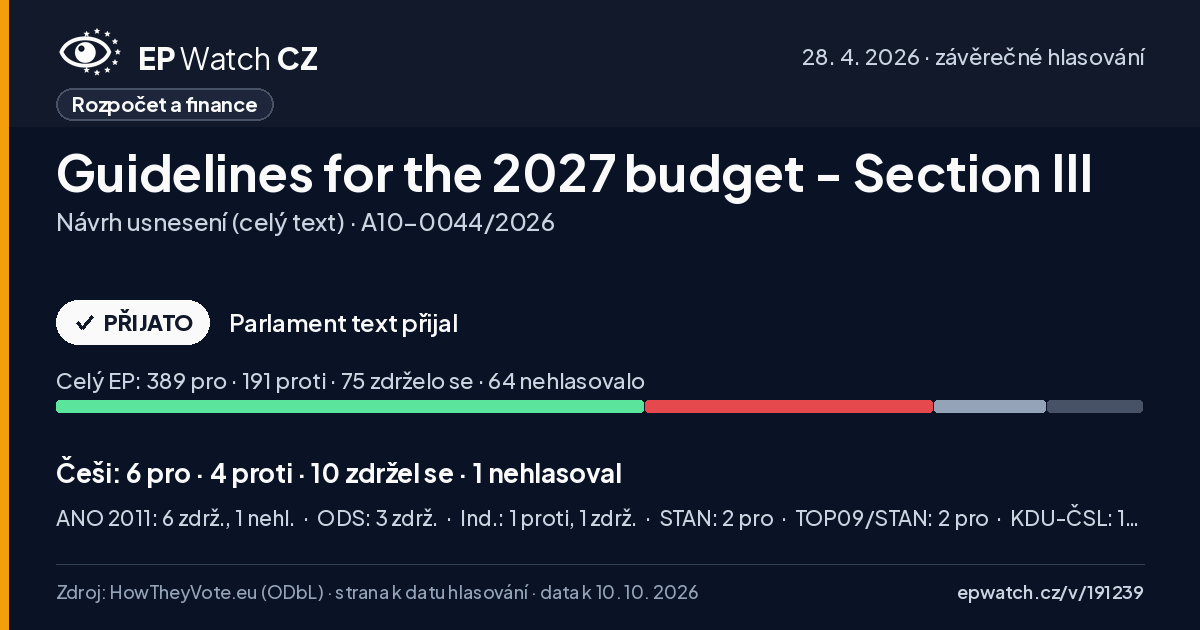 EP Watch CZ
28. 4. 2026 · závěrečné hlasování
Rozpočet a finance
Guidelines for the 2027 budget – Section III
Návrh usnesení (celý text) · A10–0044/2026
✓ PŘIJATO
Parlament text přijal
Celý EP: 389 pro · 191 proti · 75 zdrželo se · 64 nehlasovalo
Češi: 6 pro · 4 proti · 10 zdržel se · 1 nehlasoval
ANO 2011: 6 zdrž., 1 nehl. · ODS: 3 zdrž. · Ind.: 1 proti, 1 zdrž. · STAN: 2 pro · TOP09/STAN: 2 pro · KDU-ČSL: 1…
Zdroj: HowTheyVote.eu (ODbL) · strana k datu hlasování · data k 10. 10. 2026
epwatch.cz/v/191239